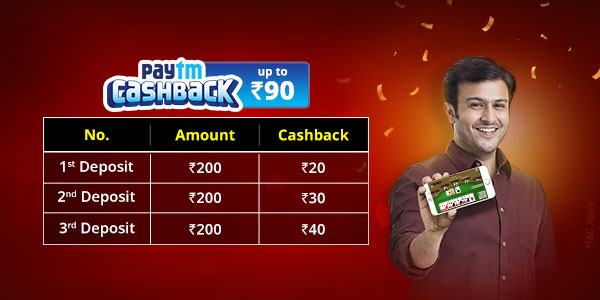 Paytm
CASHBACK
up to
₹90
No. Amount Cashback
1st Deposit ₹200 ₹20
2nd Deposit ₹200 ₹30
3rd Deposit ₹200 ₹40
*T&C Apply